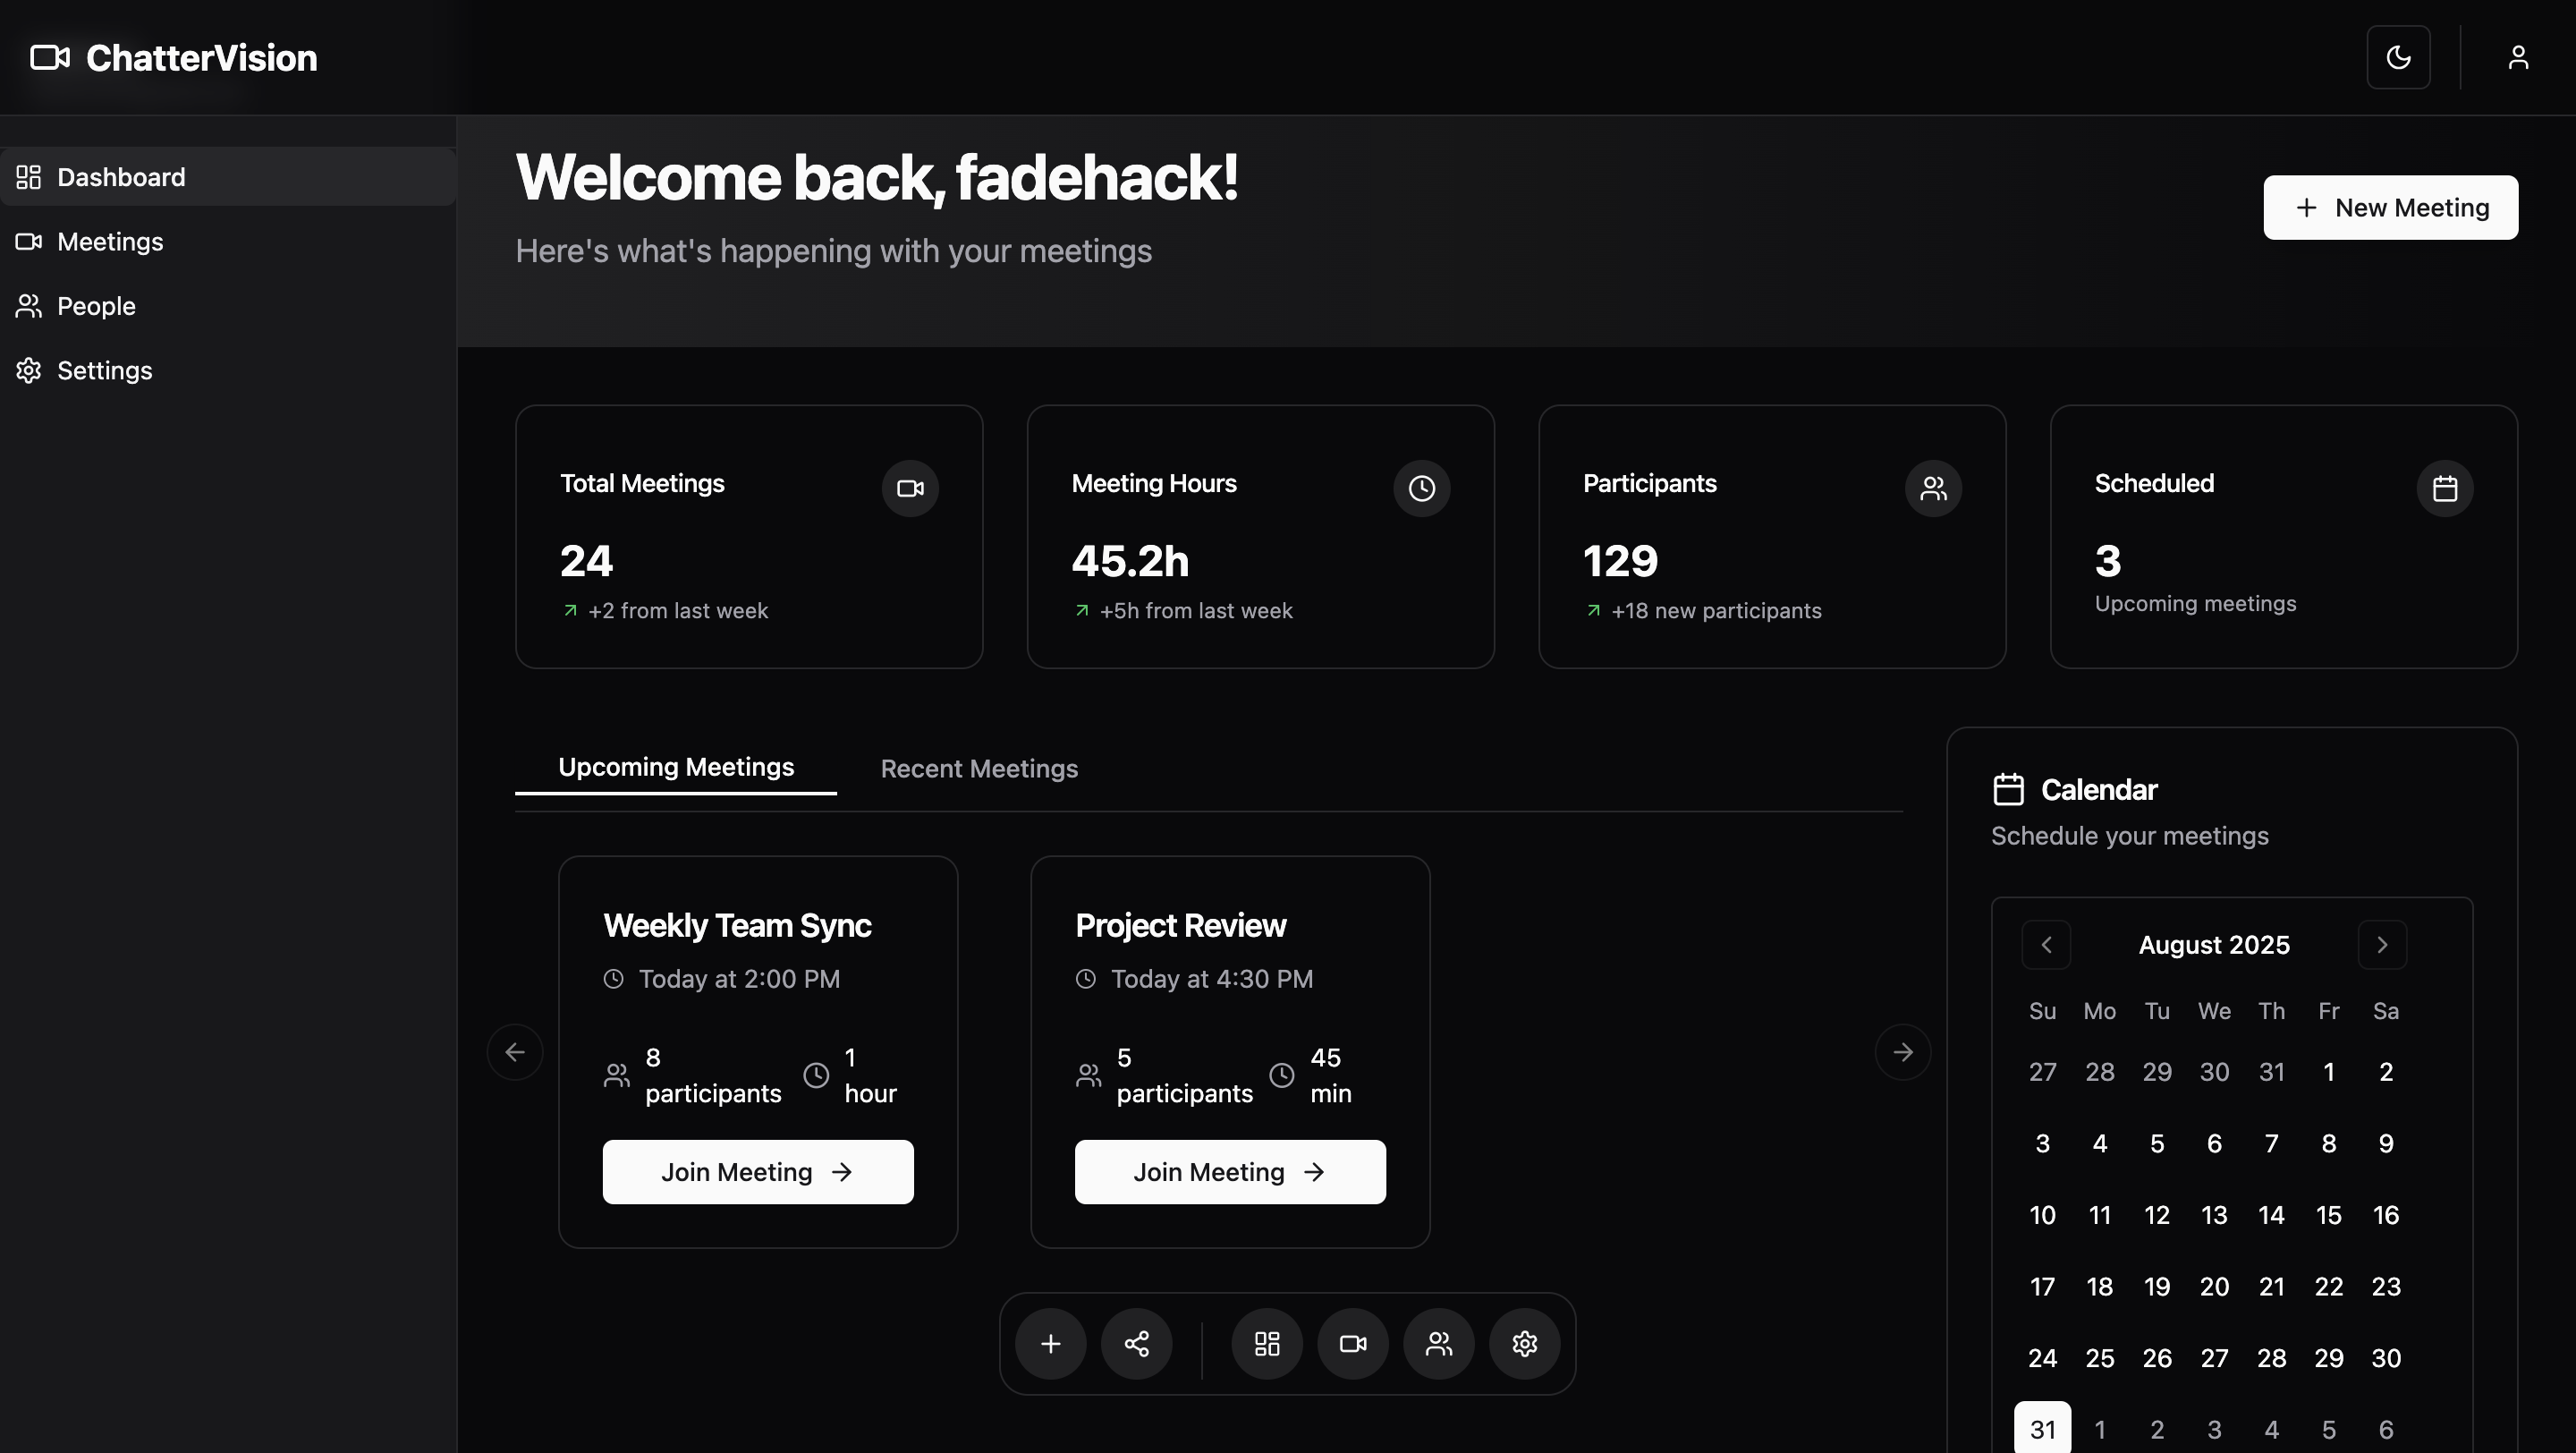 ChatterVision
Dashboard
Meetings
People
Settings
Welcome back, fadehack!
Here's what's happening with your meetings
New Meeting
Total Meetings
24
+2 from last week
Meeting Hours
45.2h
+5h from last week
Participants
129
+18 new participants
Scheduled
3
Upcoming meetings
Upcoming Meetings
Recent Meetings
Weekly Team Sync
Today at 2:00 PM
8
participants
1
hour
Join Meeting
Project Review
Today at 4:30 PM
5
participants
45
min
Join Meeting
Calendar
Schedule your meetings
August 2025
Su Mo Tu We Th Fr Sa
27 28 29 30 31 1 2
3 4 5 6 7 8 9
10 11 12 13 14 15 16
17 18 19 20 21 22 23
24 25 26 27 28 29 30
31 1 2 3 4 5 6